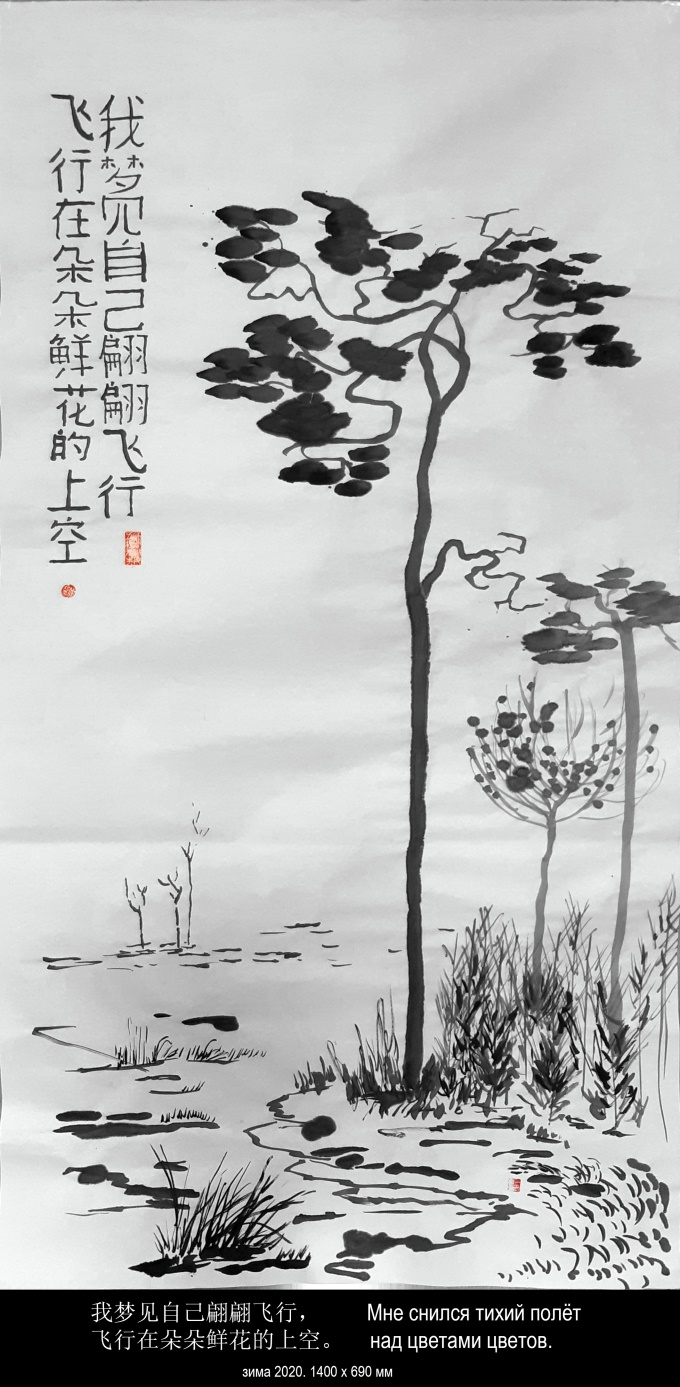 我梦见自己翩翩飞行
飞行在朵朵鲜花的上空
我梦见自己翩翩飞行，
飞行在朵朵鲜花的上空。
Мне снился тихий полёт
над цветами цветов.
зима 2020. 1400 x 690 мм